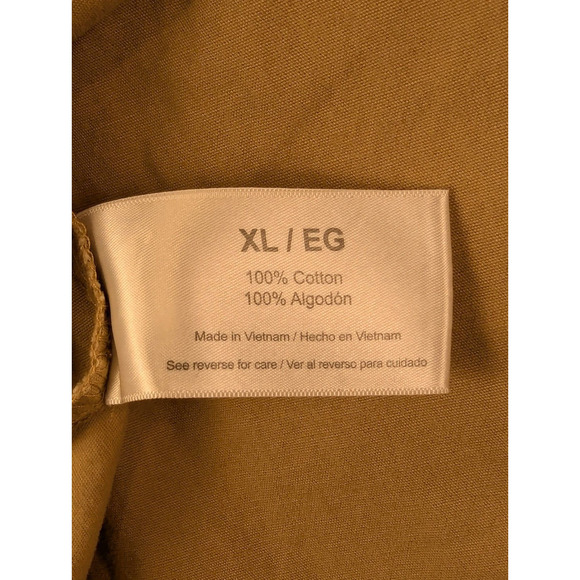 XL / EG
100% Cotton
100% Algodón
Made in Vietnam / Hecho en Vietnam
See reverse for care / Ver al reverso para cuidado